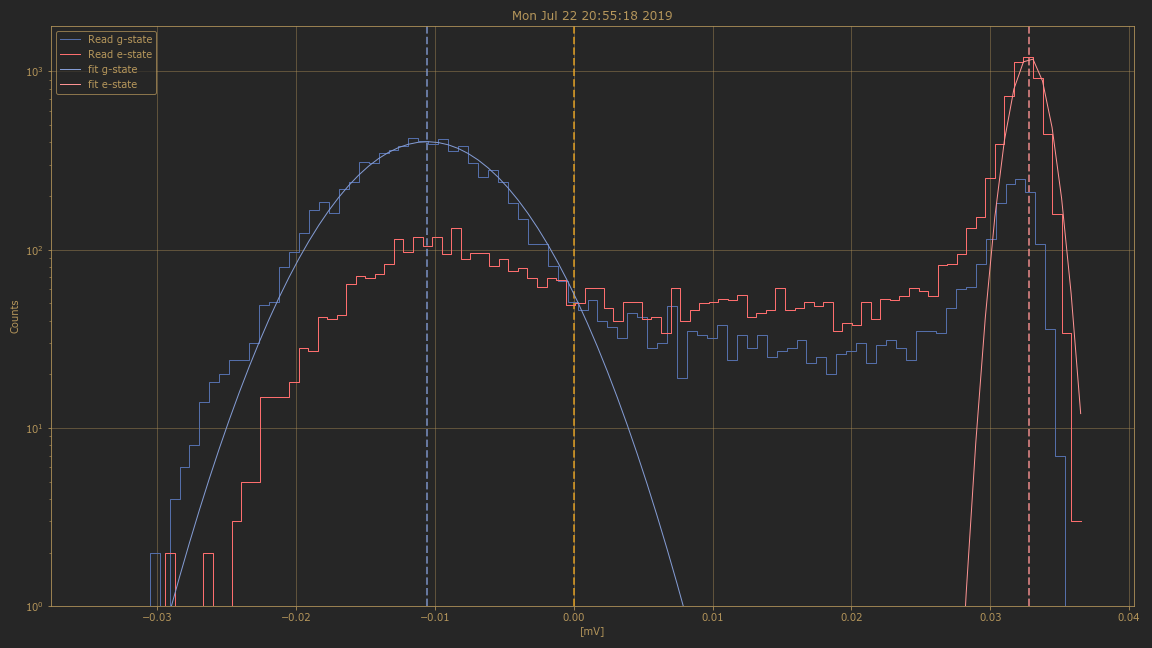 Mon Jul 22 20:55:18 2019
Read g-state
Read e-state
fit g-state
fit e-state
10³
10²
10¹
10⁰
Counts
−0.03 −0.02 −0.01 0.00 0.01 0.02 0.03 0.04
[mV]